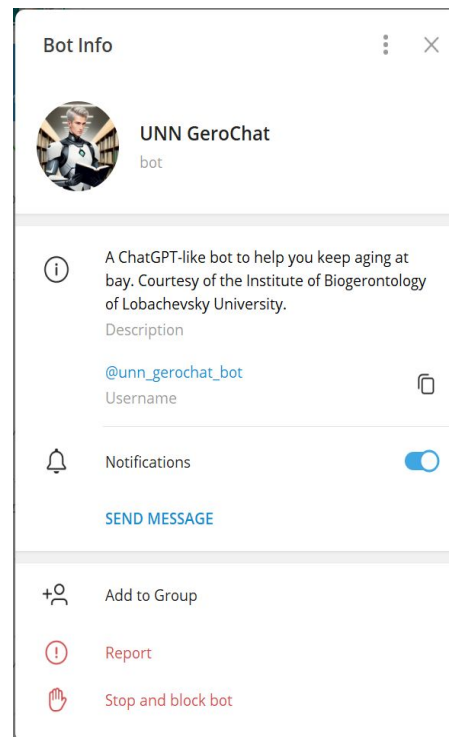 Bot Info
UNN GeroChat
bot
A ChatGPT-like bot to help you keep aging at
bay. Courtesy of the Institute of Biogerontology
of Lobachevsky University.
Description
@unn_gerochat_bot
Username
Notifications
SEND MESSAGE
Add to Group
Report
Stop and block bot